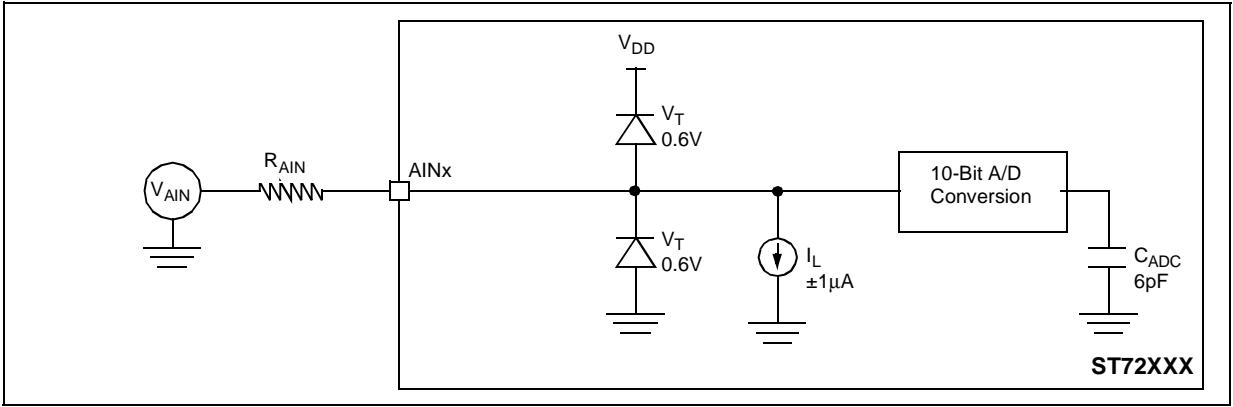 V_DD
V_T
0.6V
R_AIN
AINx
V_AIN
10-Bit A/D
Conversion
V_T
0.6V
I_L
±1μA
C_ADC
6pF
ST72XXX